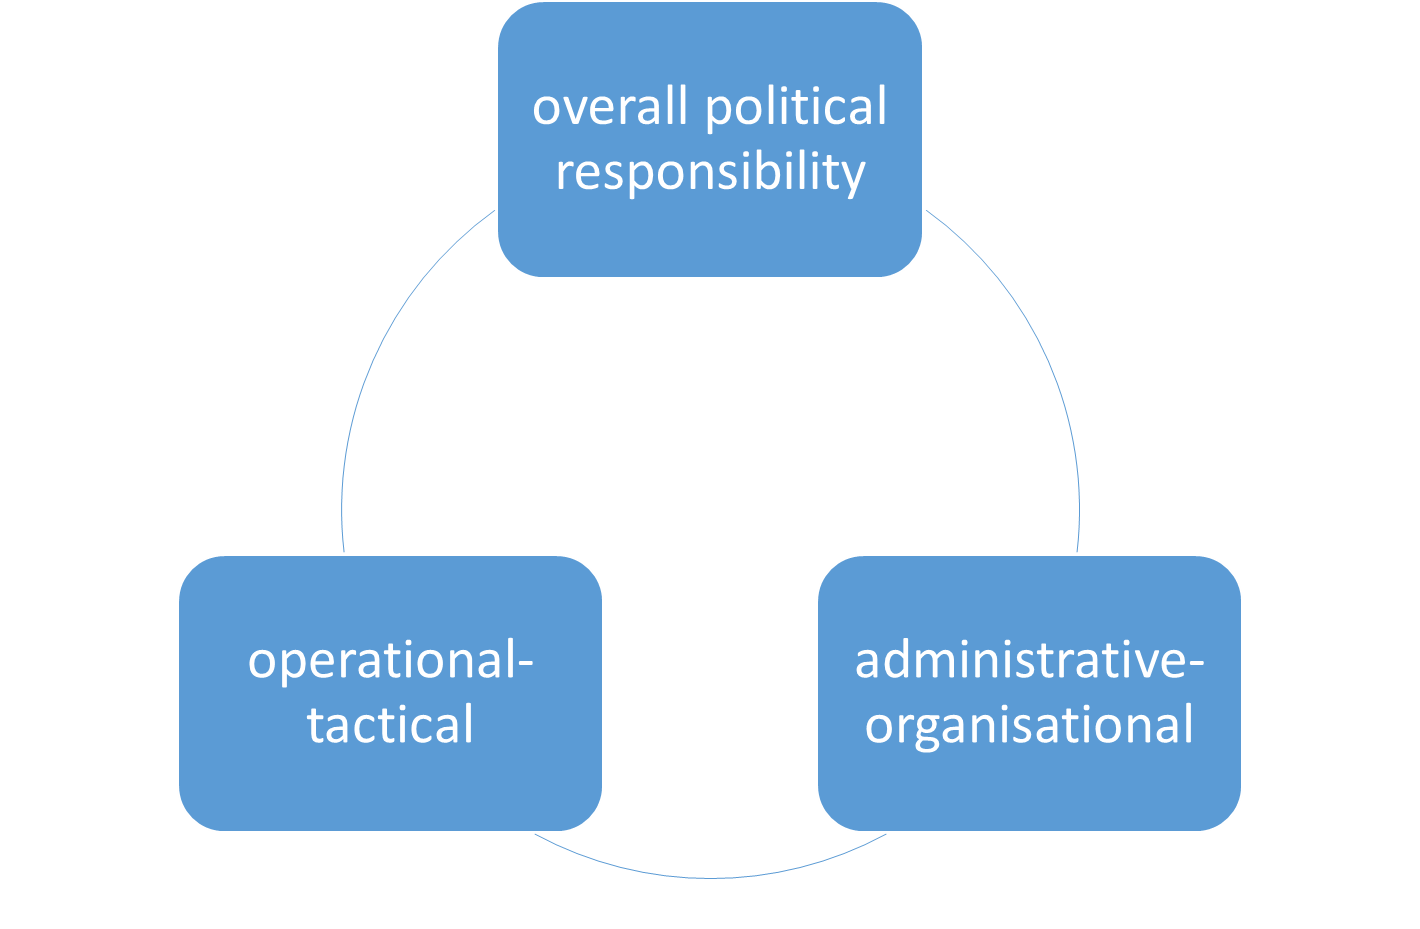 overall political
responsibility
operational-
tactical
administrative-
organisational